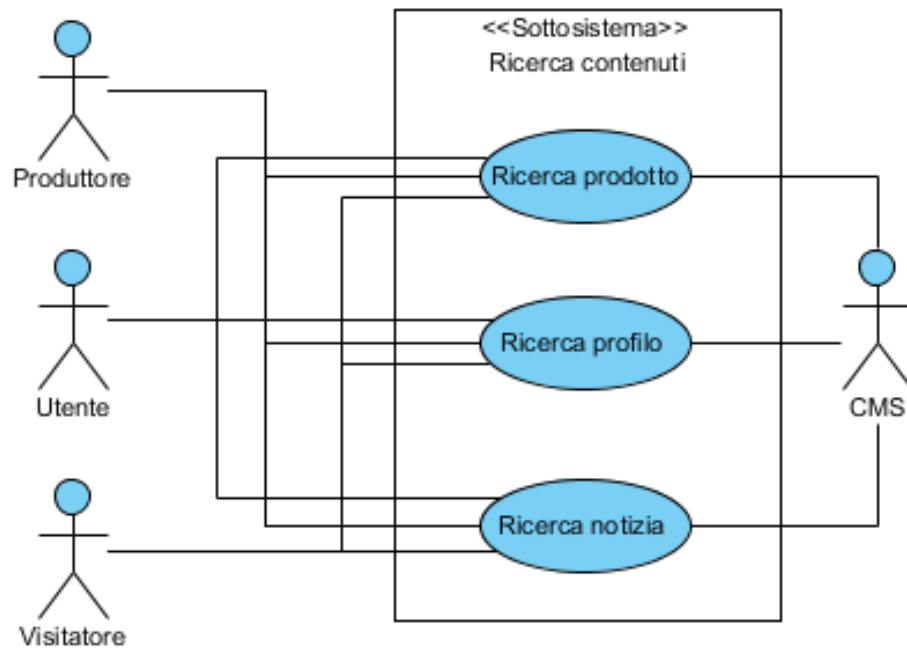 <<Sottosistema>>
Ricerca contenuti
Produttore
Ricerca prodotto
Utente
Ricerca profilo
CMS
Visitatore
Ricerca notizia